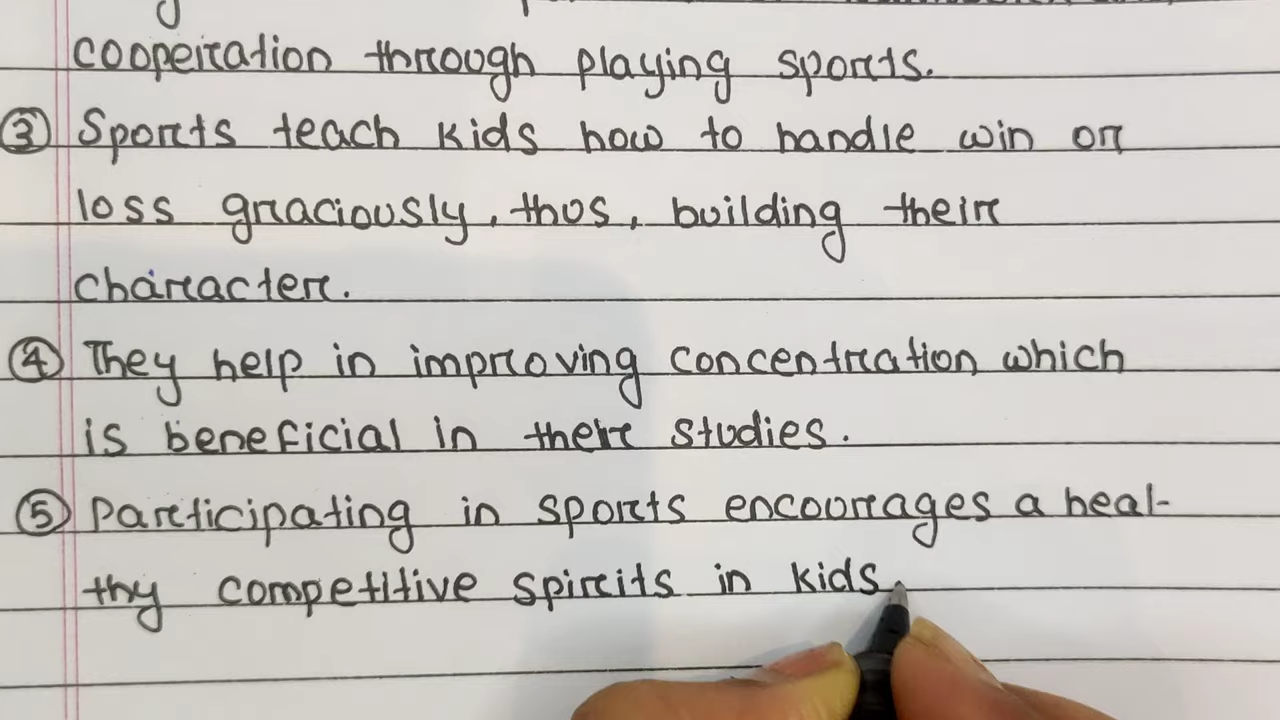 cooperation through playing sports.
③ Sports teach kids how to handle win or
loss graciously, thus, building their
character.
④ They help in improving concentration which
is beneficial in their studies.
⑤ Participating in sports encourages a heal-
thy competitive spirits in kids.